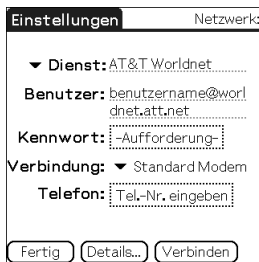 Einstellungen Netzwerk:
Dienst: AT&T Worldnet
Benutzer: benutzername@worl
dnet.att.net
Kennwort: -Aufforderung-
Verbindung: Standard Modem
Telefon: Tel.-Nr. eingeben
Fertig Details... Verbinden